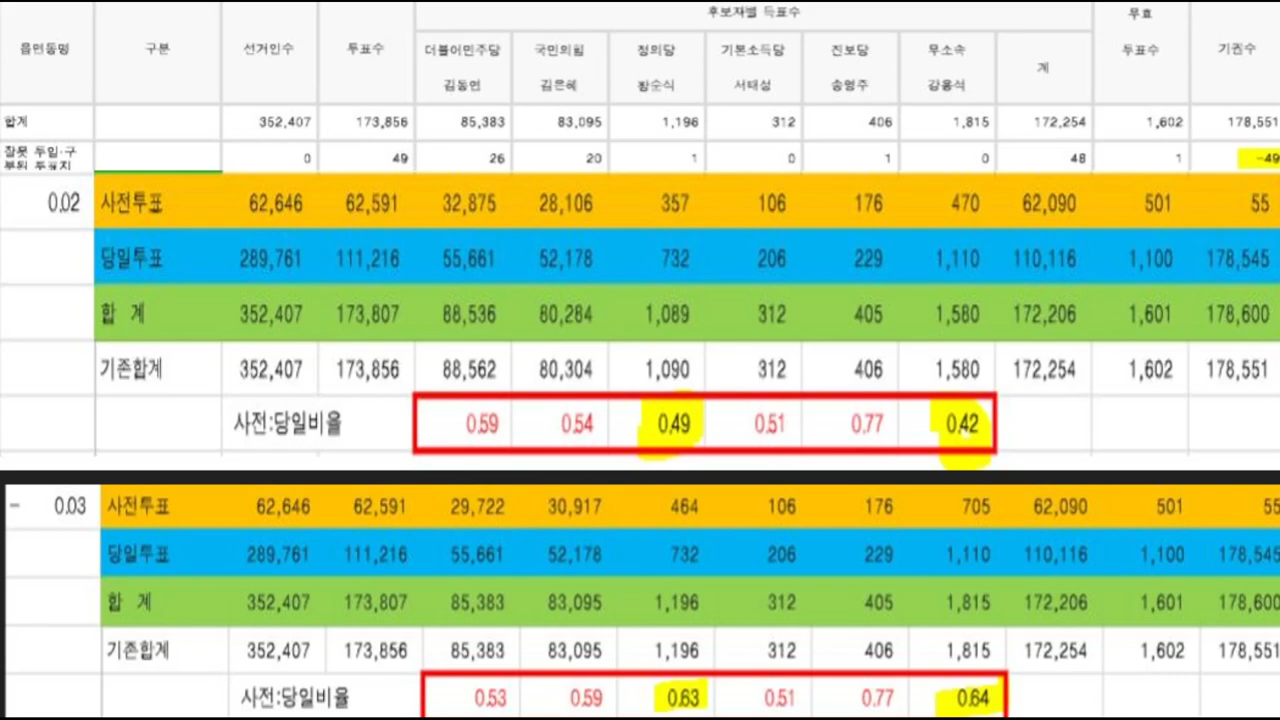 후보자별 득표수 무효
읍면동명 구분 선거인수 투표수 더불어민주당 국민의힘 정의당 기본소득당 진보당 무소속 계 투표수 기권수
김동연 김은혜 황순식 서태성 송영주 강용석
합계 352,407 173,856 85,383 83,095 1,196 312 406 1,815 172,254 1,602 178,551
잘못 투입·구 0 49 26 20 1 0 1 0 48 1 -49
분된 투표지
0.02 사전투표 62,646 62,591 32,875 28,106 357 106 176 470 62,090 501 55
당일투표 289,761 111,216 55,661 52,178 732 206 229 1,110 110,116 1,100 178,545
합 계 352,407 173,807 88,536 80,284 1,089 312 405 1,580 172,206 1,601 178,600
기존합계 352,407 173,856 88,562 80,304 1,090 312 406 1,580 172,254 1,602 178,551
사전:당일비율 0.59 0.54 0.49 0.51 0.77 0.42
- 0.03 사전투표 62,646 62,591 29,722 30,917 464 106 176 705 62,090 501 55
당일투표 289,761 111,216 55,661 52,178 732 206 229 1,110 110,116 1,100 178,545
합 계 352,407 173,807 85,383 83,095 1,196 312 405 1,815 172,206 1,601 178,600
기존합계 352,407 173,856 85,383 83,095 1,196 312 406 1,815 172,254 1,602 178,551
사전:당일비율 0.53 0.59 0.63 0.51 0.77 0.64